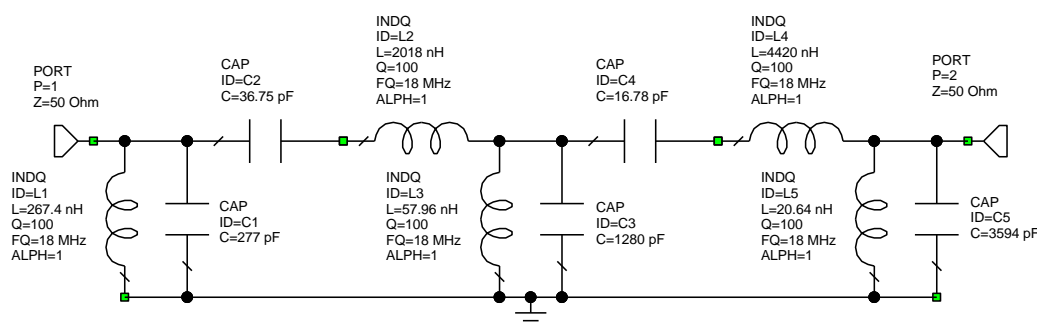 PORT
P=1
Z=50 Ohm
CAP
ID=C2
C=36.75 pF
INDQ
ID=L2
L=2018 nH
Q=100
FQ=18 MHz
ALPH=1
CAP
ID=C4
C=16.78 pF
INDQ
ID=L4
L=4420 nH
Q=100
FQ=18 MHz
ALPH=1
PORT
P=2
Z=50 Ohm
INDQ
ID=L1
L=267.4 nH
Q=100
FQ=18 MHz
ALPH=1
CAP
ID=C1
C=277 pF
INDQ
ID=L3
L=57.96 nH
Q=100
FQ=18 MHz
ALPH=1
CAP
ID=C3
C=1280 pF
INDQ
ID=L5
L=20.64 nH
Q=100
FQ=18 MHz
ALPH=1
CAP
ID=C5
C=3594 pF